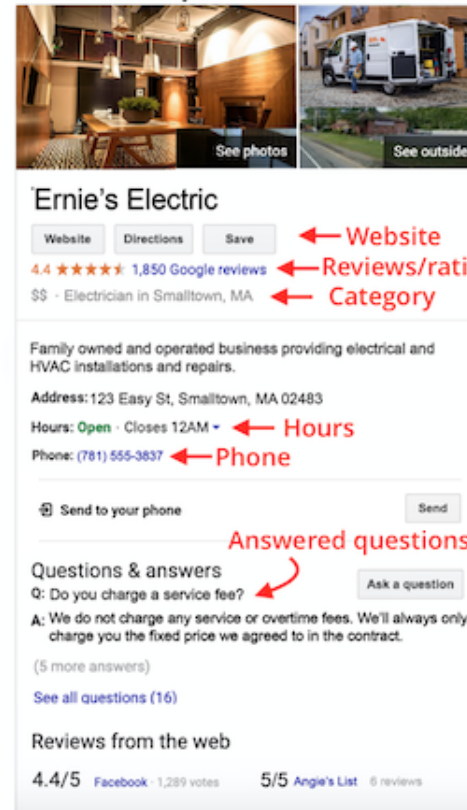 See photos
See outside
'Ernie's Electric
Website Directions Save
Website
4.4 ★★★★★ 1,850 Google reviews
Reviews/rati
$$ · Electrician in Smalltown, MA
Category
Family owned and operated business providing electrical and
HVAC installations and repairs.
Address: 123 Easy St, Smalltown, MA 02483
Hours: Open · Closes 12AM
Hours
Phone: (781) 555-3837
Phone
Send to your phone
Send
Answered questions
Questions & answers
Q: Do you charge a service fee?
Ask a question
A: We do not charge any service or overtime fees. We'll always only
charge you the fixed price we agreed to in the contract.
(5 more answers)
See all questions (16)
Reviews from the web
4.4/5 Facebook · 1,289 votes 5/5 Angie's List 6 reviews